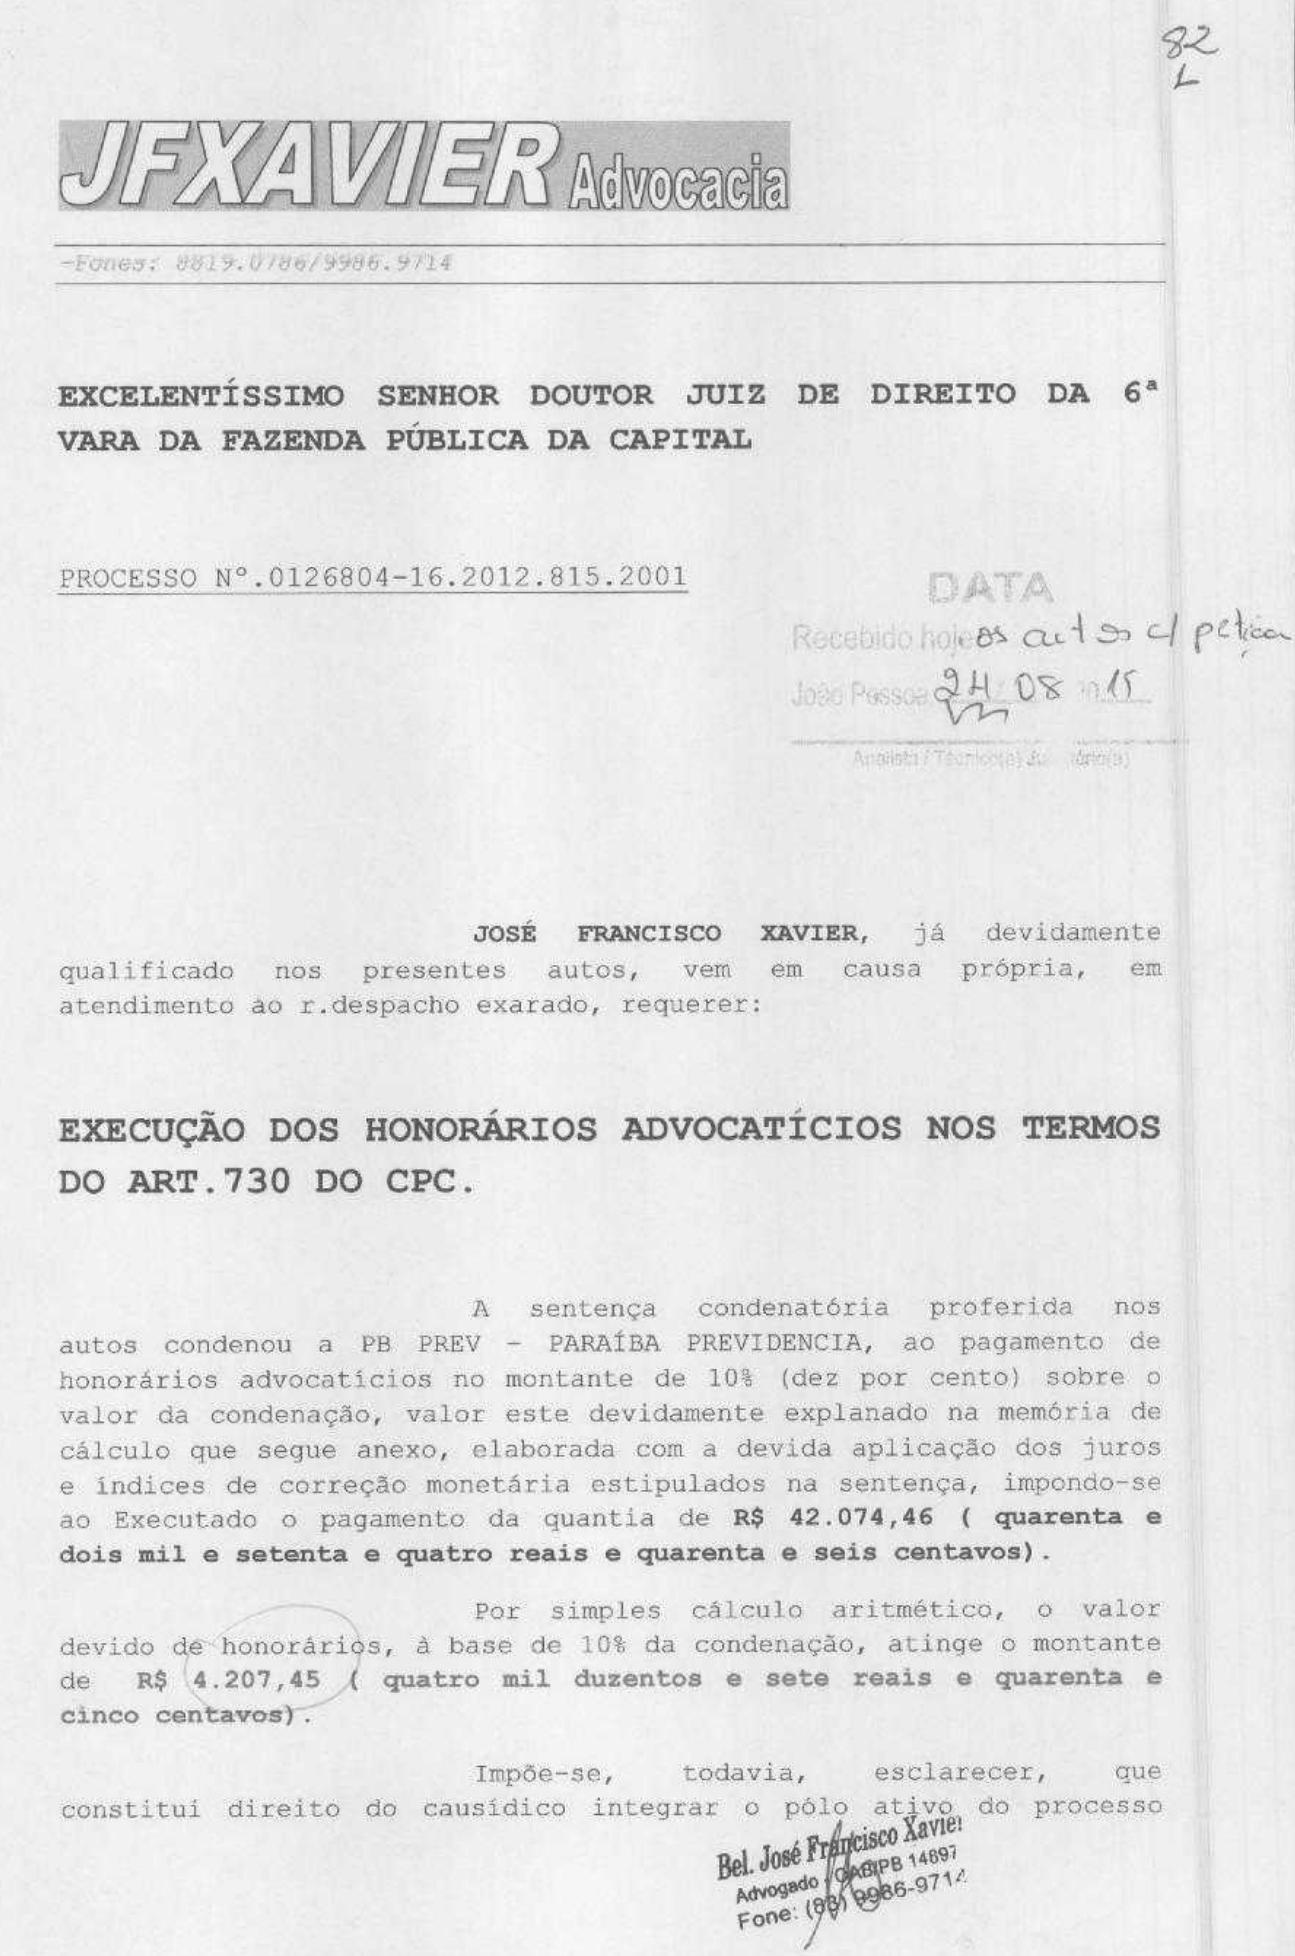 82
L
JFXAVIER Advocacia
-Fones: 8819.0786/9986.9714
EXCELENTÍSSIMO SENHOR DOUTOR JUIZ DE DIREITO DA 6ª
VARA DA FAZENDA PÚBLICA DA CAPITAL
PROCESSO Nº.0126804-16.2012.815.2001
DATA
Recebido hoje os autos c/ petição
João Pessoa 24 08 15
Analista / Técnico(a)
JOSÉ FRANCISCO XAVIER, já devidamente
qualificado nos presentes autos, vem em causa própria, em
atendimento ao r.despacho exarado, requerer:
EXECUÇÃO DOS HONORÁRIOS ADVOCATÍCIOS NOS TERMOS
DO ART.730 DO CPC.
A sentença condenatória proferida nos
autos condenou a PB PREV - PARAÍBA PREVIDENCIA, ao pagamento de
honorários advocatícios no montante de 10% (dez por cento) sobre o
valor da condenação, valor este devidamente explanado na memória de
cálculo que segue anexo, elaborada com a devida aplicação dos juros
e índices de correção monetária estipulados na sentença, impondo-se
ao Executado o pagamento da quantia de R$ 42.074,46 ( quarenta e
dois mil e setenta e quatro reais e quarenta e seis centavos).
Por simples cálculo aritmético, o valor
devido de honorários, à base de 10% da condenação, atinge o montante
de R$ 4.207,45 ( quatro mil duzentos e sete reais e quarenta e
cinco centavos).
Impõe-se, todavia, esclarecer, que
constituí direito do causídico integrar o pólo ativo do processo
Bel. José Francisco Xavier
Advogado - OAB/PB 14897
Fone: (83) 9986-9714